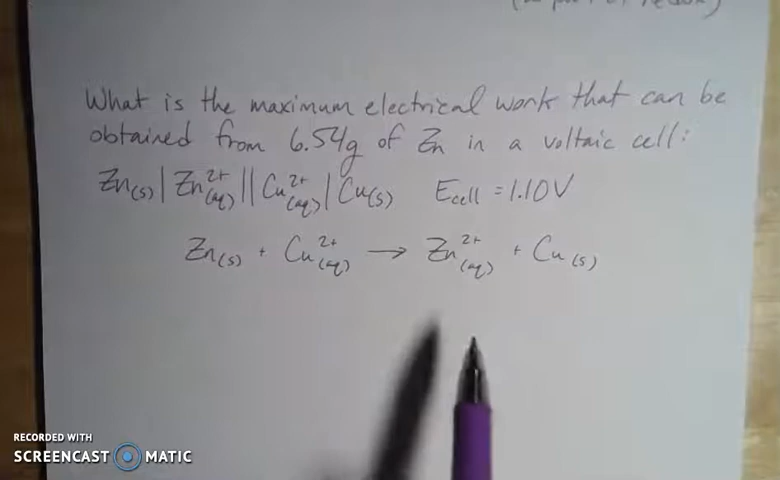 What is the maximum electrical work that can be
obtained from 6.54g of Zn in a voltaic cell:
Zn(s) | Zn²⁺(aq) || Cu²⁺(aq) | Cu(s) Ecell = 1.10V
Zn(s) + Cu²⁺(aq) → Zn²⁺(aq) + Cu(s)
RECORDED WITH
SCREENCAST MATIC